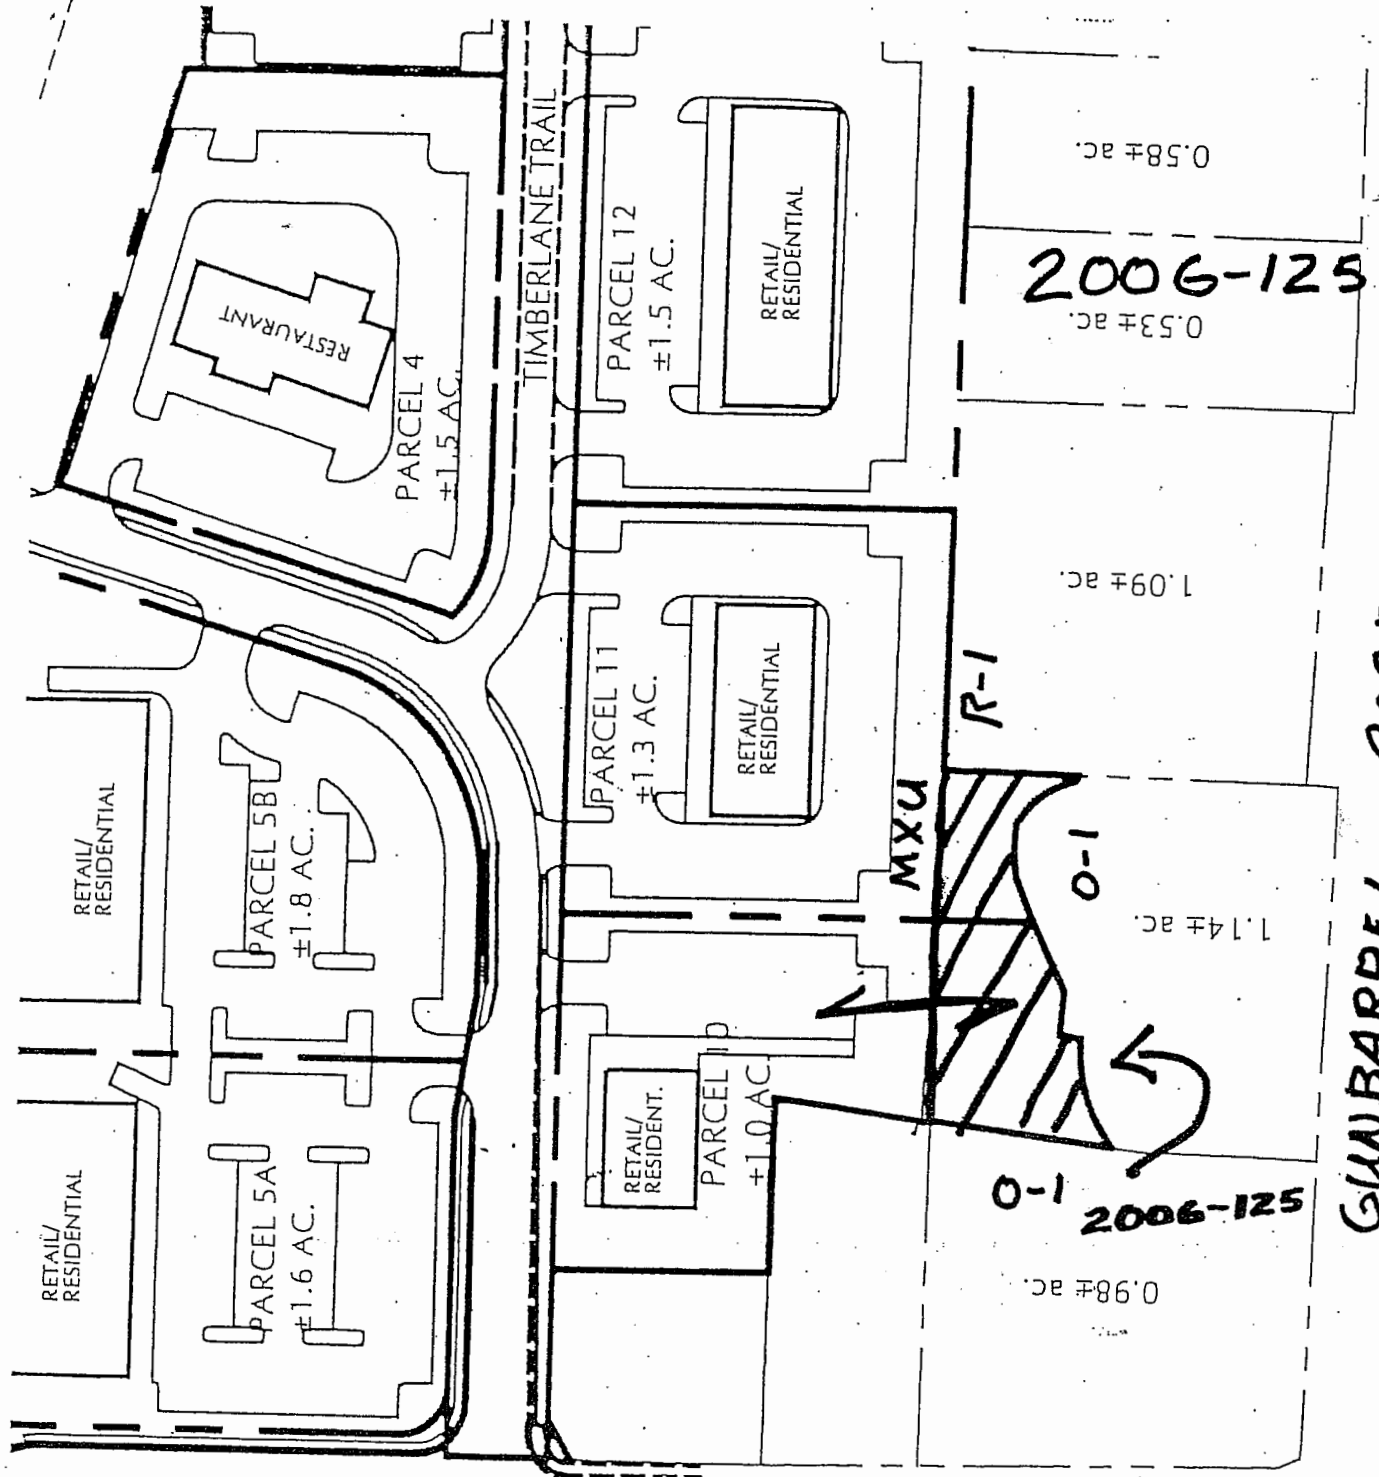 TIMBERLANE TRAIL
RESTAURANT
PARCEL 4
±1.5 AC.
PARCEL 12
±1.5 AC.
RETAIL/
RESIDENTIAL
0.58± ac.
2006-125
0.53± ac.
1.09± ac.
R-1
PARCEL 11
±1.3 AC.
RETAIL/
RESIDENTIAL
MXU
O-1
1.14± ac.
RETAIL/
RESIDENTIAL
PARCEL 5B
±1.8 AC.
RETAIL/
RESIDENT.
PARCEL 10
±1.0 AC.
O-1
2006-125
0.98± ac.
RETAIL/
RESIDENTIAL
PARCEL 5A
±1.6 AC.